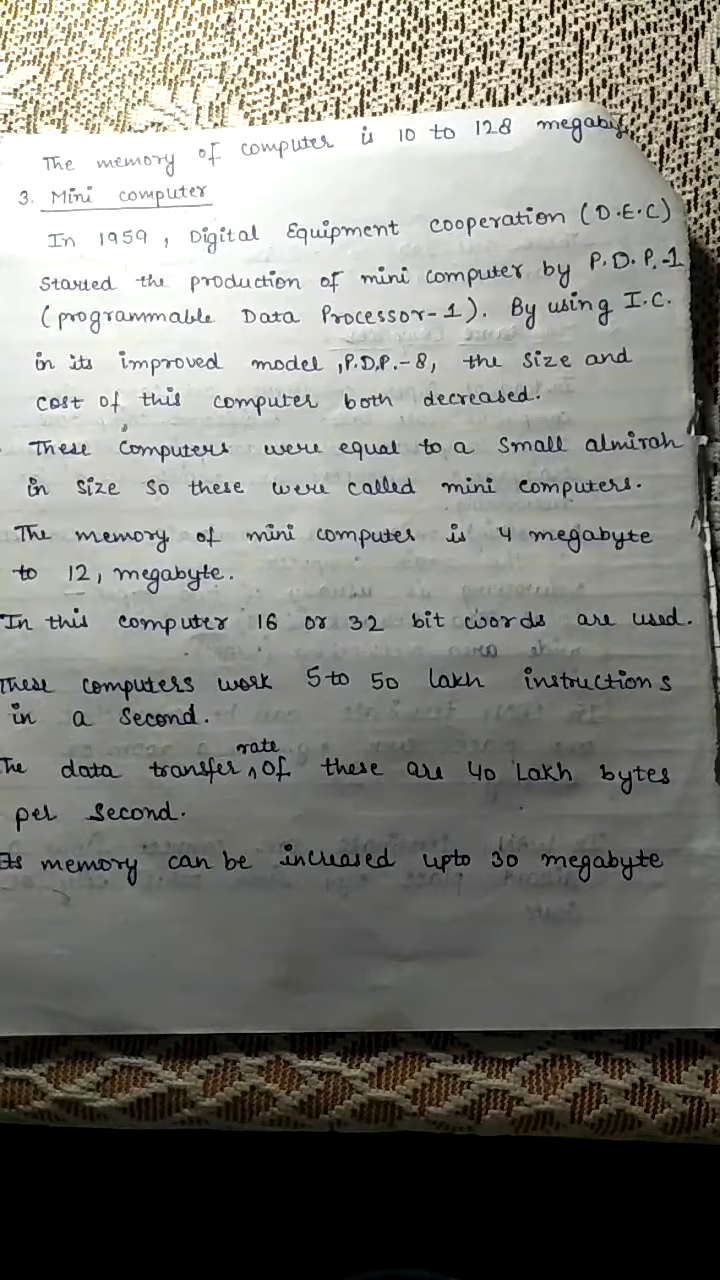 The memory of computer is 10 to 128 megaby
3. Mini computer
In 1959, Digital Equipment cooperation (D.E.C)
Started the production of mini computer by P.D.P.-1
(programmable Data Processor-1). By using I.C.
in its improved model, P.D.P.-8, the size and
cost of this computer both decreased.
These computers were equal to a small almirah
in size so these were called mini computers.
The memory of mini computer is 4 megabyte
to 12, megabyte.
In this computer 16 or 32 bit words are used.
These computers work 5 to 50 lakh instructions
in a second.
The data transfer rate of these are 40 Lakh bytes
per second.
Its memory can be increased upto 30 megabyte